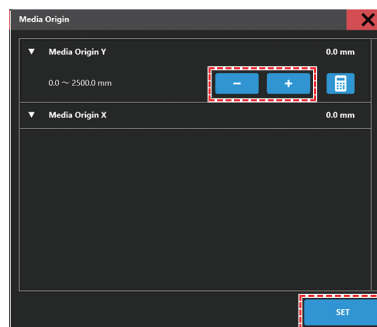 Media Origin
▼ Media Origin Y 0.0 mm
0.0 ~ 2500.0 mm − +
▼ Media Origin X 0.0 mm
SET